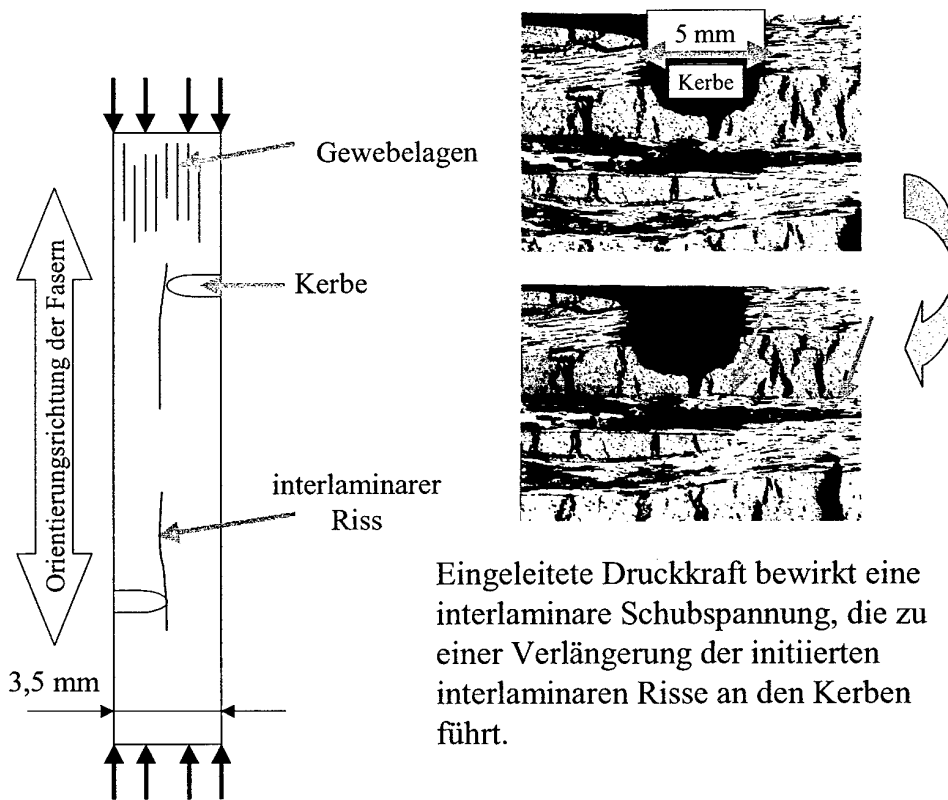 5 mm
Kerbe
Gewebelagen
Kerbe
Orientierungsrichtung der Fasern
interlaminarer
Riss
3,5 mm
Eingeleitete Druckkraft bewirkt eine
interlaminare Schubspannung, die zu
einer Verlängerung der initiierten
interlaminaren Risse an den Kerben
führt.